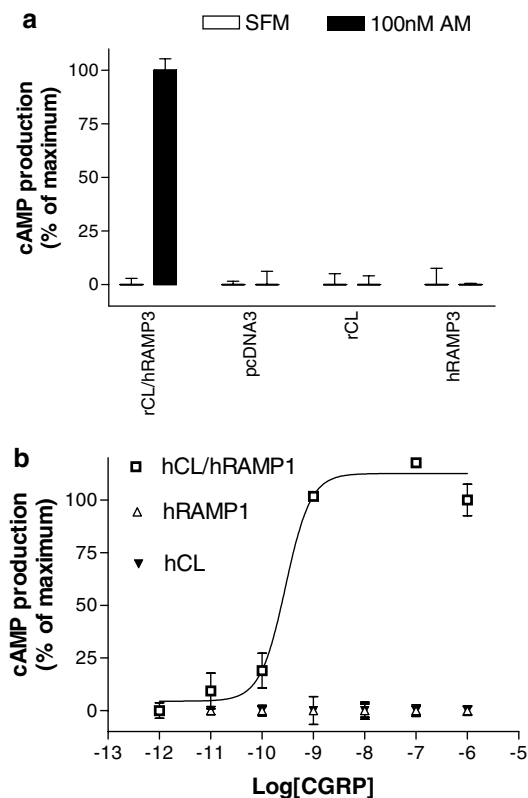 a
SFM 100nM AM
cAMP production
(% of maximum)
100
75
50
25
0
rCL/hRAMP3
pcDNA3
rCL
hRAMP3
b
hCL/hRAMP1
hRAMP1
hCL
cAMP production
(% of maximum)
100
75
50
25
0
-13 -12 -11 -10 -9 -8 -7 -6 -5
Log[CGRP]